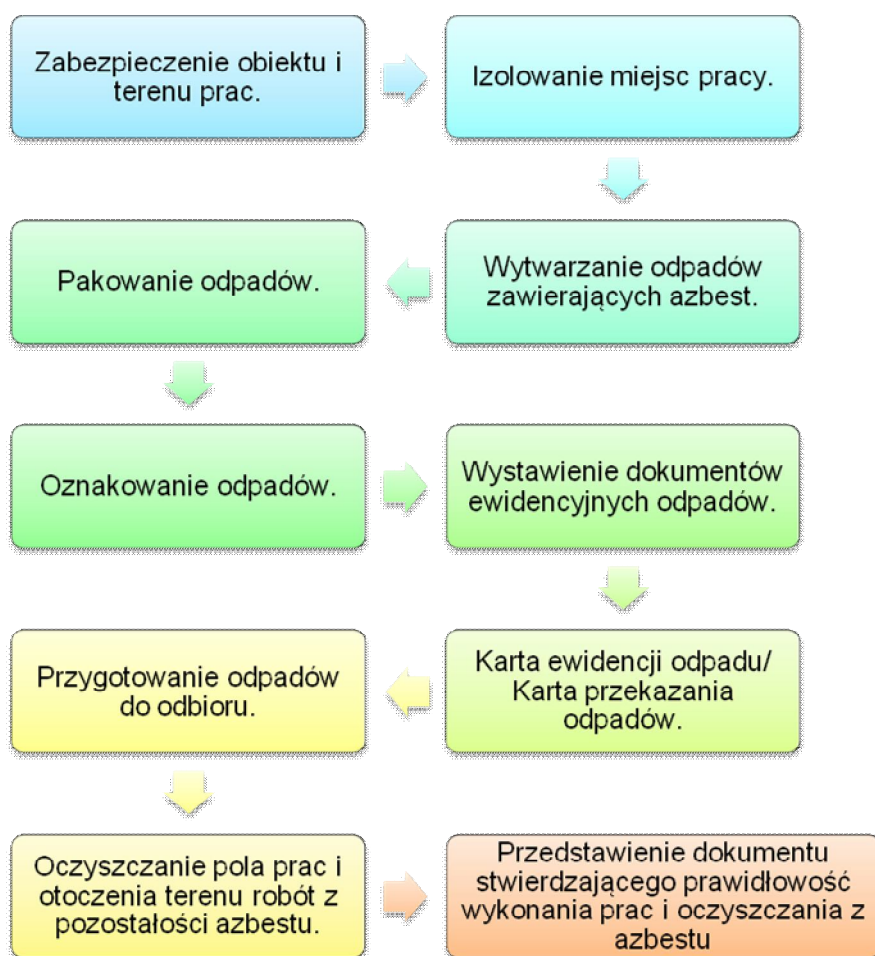 Zabezpieczenie obiektu i
terenu prac.
Izolowanie miejsc pracy.
Wytwarzanie odpadów
zawierających azbest.
Pakowanie odpadów.
Oznakowanie odpadów.
Wystawienie dokumentów
ewidencyjnych odpadów.
Karta ewidencji odpadu/
Karta przekazania
odpadów.
Przygotowanie odpadów
do odbioru.
Oczyszczanie pola prac i
otoczenia terenu robót z
pozostałości azbestu.
Przedstawienie dokumentu
stwierdzającego prawidłowość
wykonania prac i oczyszczania z
azbestu